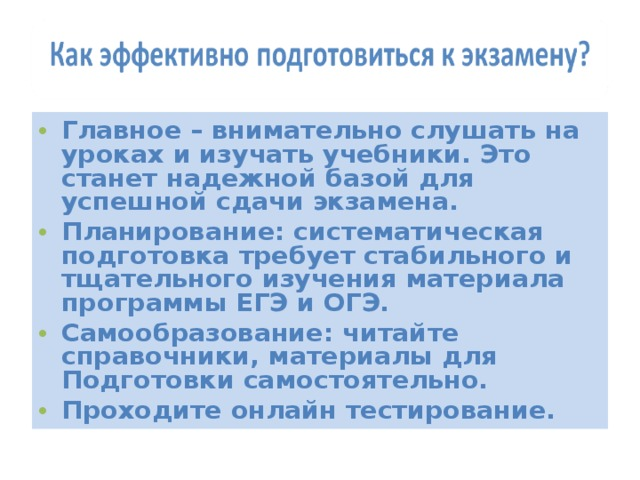 Как эффективно подготовиться к экзамену?
• Главное – внимательно слушать на
уроках и изучать учебники. Это
станет надежной базой для
успешной сдачи экзамена.
• Планирование: систематическая
подготовка требует стабильного и
тщательного изучения материала
программы ЕГЭ и ОГЭ.
• Самообразование: читайте
справочники, материалы для
Подготовки самостоятельно.
• Проходите онлайн тестирование.